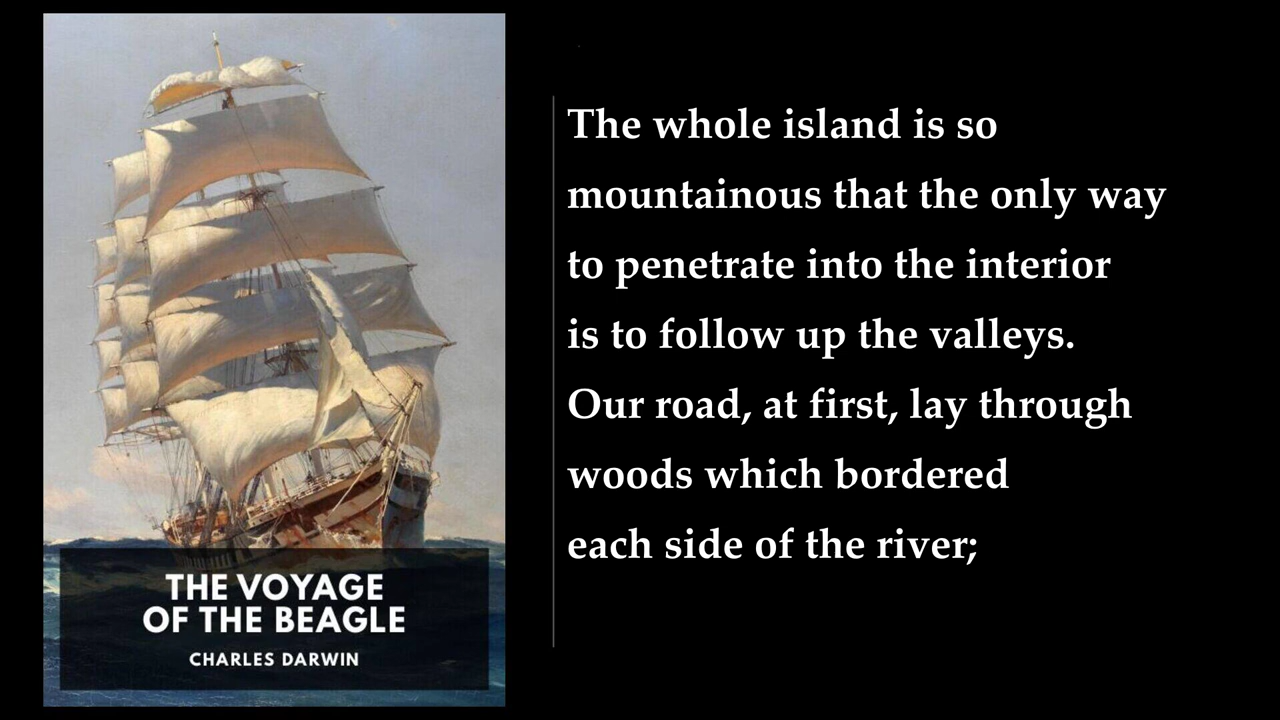 THE VOYAGE
OF THE BEAGLE
CHARLES DARWIN
The whole island is so
mountainous that the only way
to penetrate into the interior
is to follow up the valleys.
Our road, at first, lay through
woods which bordered
each side of the river;